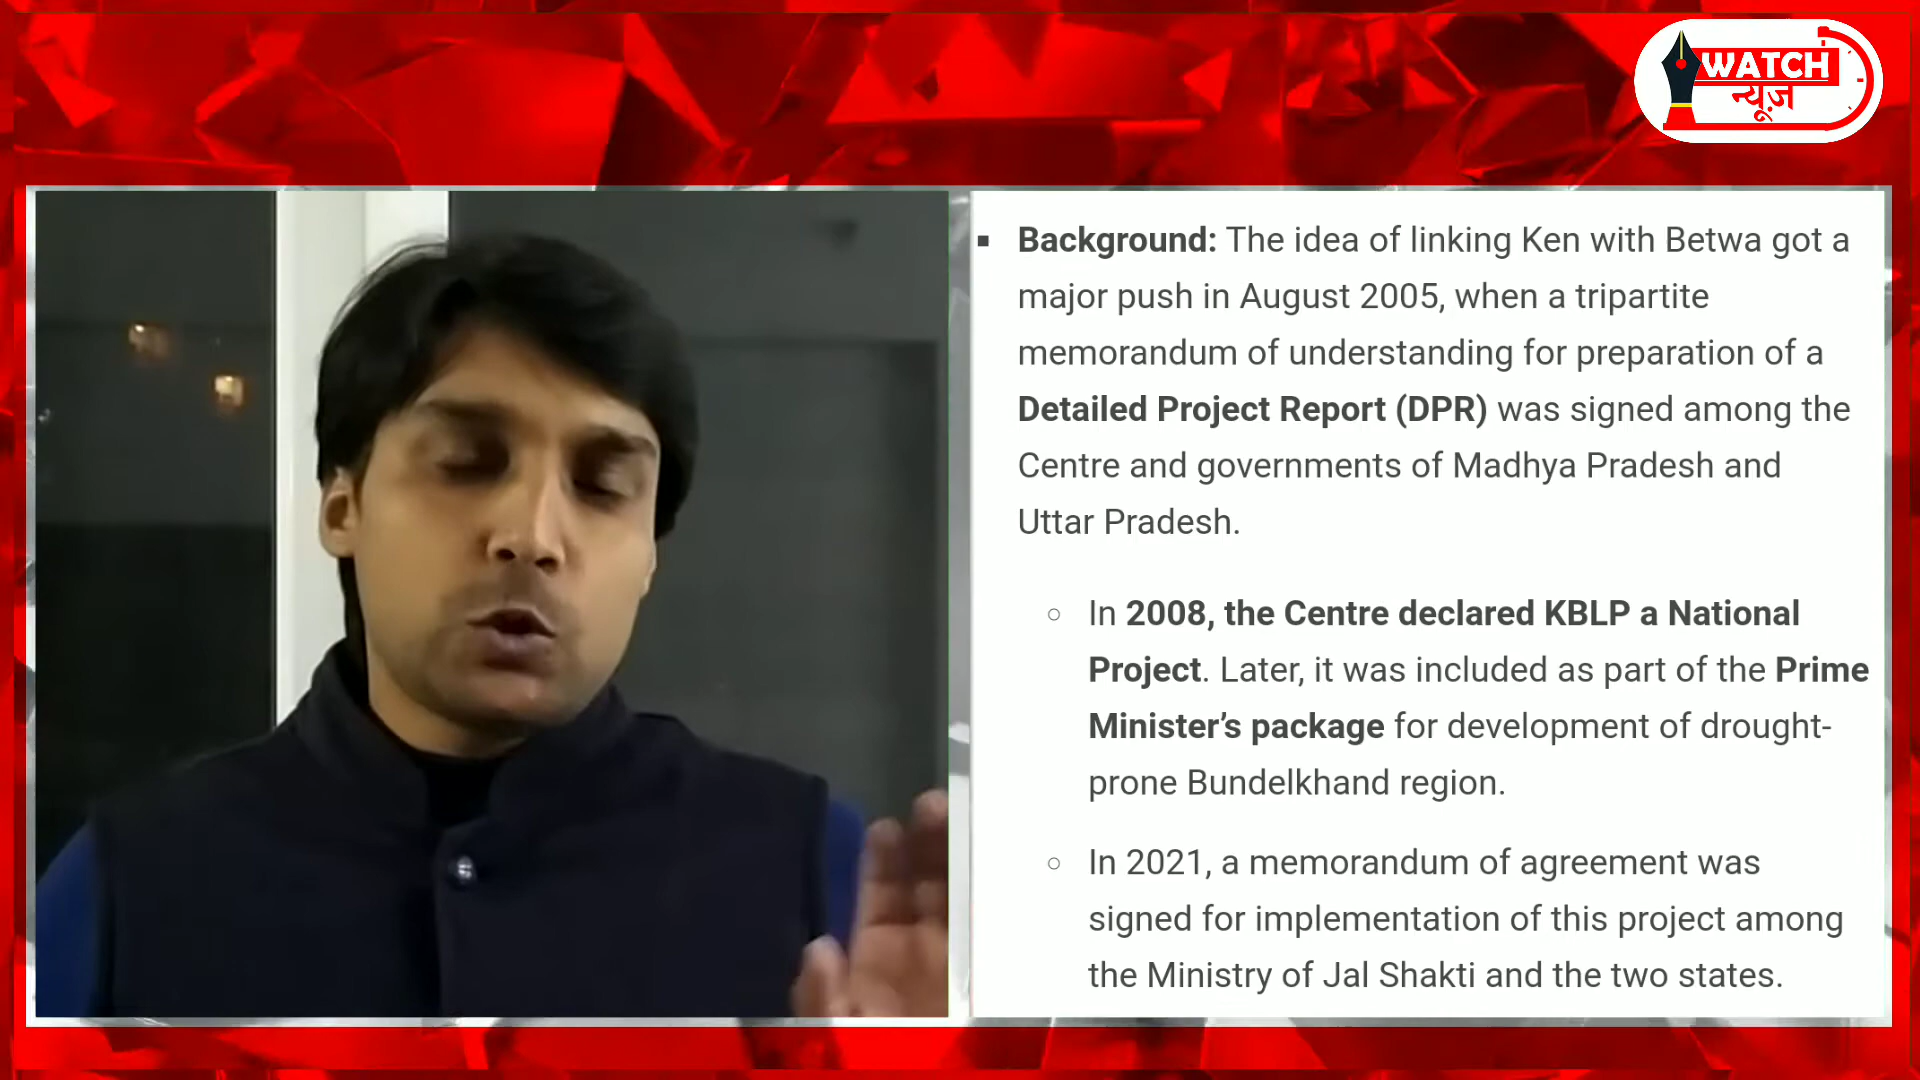 WATCH
न्यूज़
▪ Background: The idea of linking Ken with Betwa got a
major push in August 2005, when a tripartite
memorandum of understanding for preparation of a
Detailed Project Report (DPR) was signed among the
Centre and governments of Madhya Pradesh and
Uttar Pradesh.
○ In 2008, the Centre declared KBLP a National
Project. Later, it was included as part of the Prime
Minister’s package for development of drought-
prone Bundelkhand region.
○ In 2021, a memorandum of agreement was
signed for implementation of this project among
the Ministry of Jal Shakti and the two states.